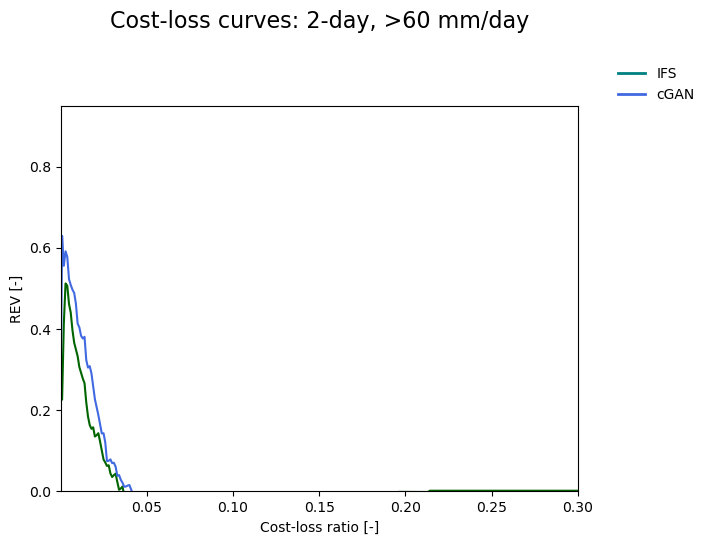 Cost-loss curves: 2-day, >60 mm/day
IFS
cGAN
0.8
0.6
0.4
0.2
0.0
REV [-]
0.05 0.10 0.15 0.20 0.25 0.30
Cost-loss ratio [-]